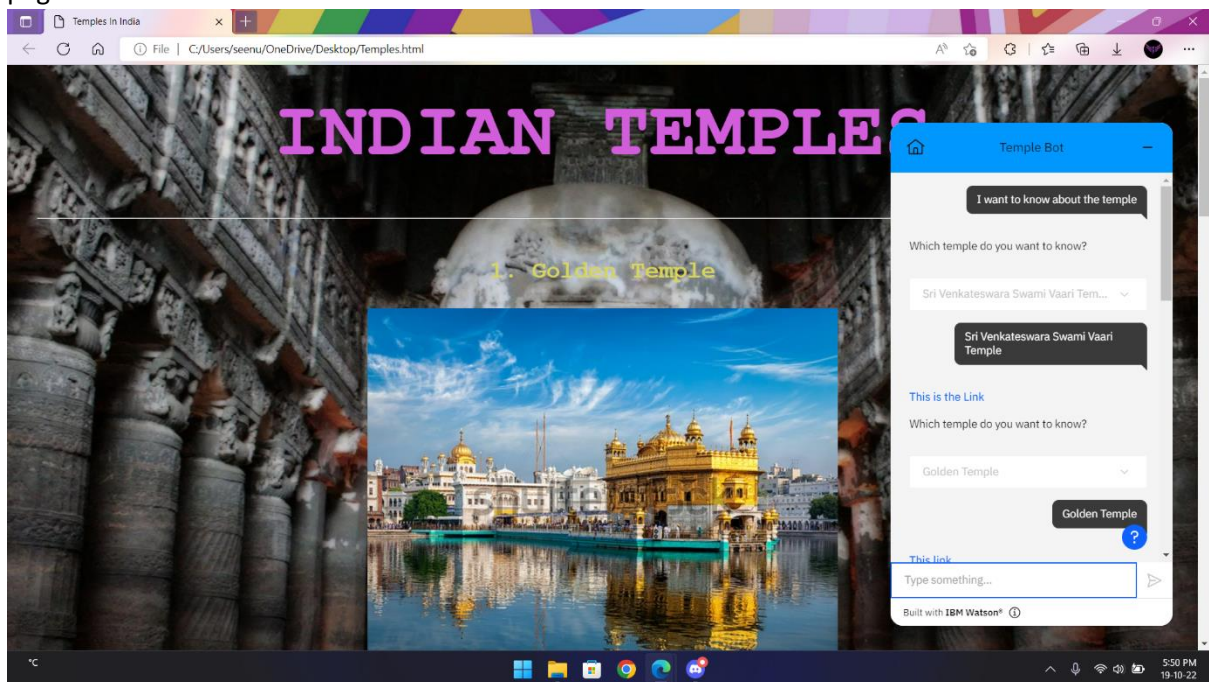 Temples In India
File | C:/Users/seenu/OneDrive/Desktop/Temples.html
INDIAN TEMPLES
1. Golden Temple
Temple Bot
I want to know about the temple
Which temple do you want to know?
Sri Venkateswara Swami Vaari Tem...
Sri Venkateswara Swami Vaari
Temple
This is the Link
Which temple do you want to know?
Golden Temple
Golden Temple
?
This link
Type something...
Built with IBM Watson®
°C
5:50 PM
19-10-22